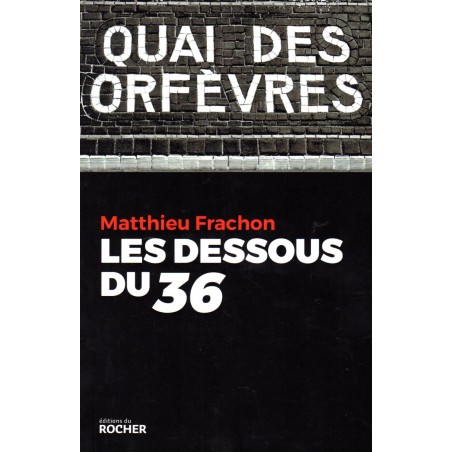 QUAI DES
ORFÈVRES
Matthieu Frachon
LES DESSOUS
DU 36
éditions du
ROCHER